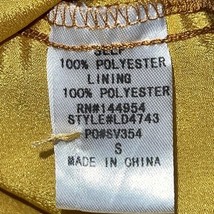 SELF
100% POLYESTER
LINING
100% POLYESTER
RN#144954
STYLE#LD4743
PO#SV354
S
MADE IN CHINA